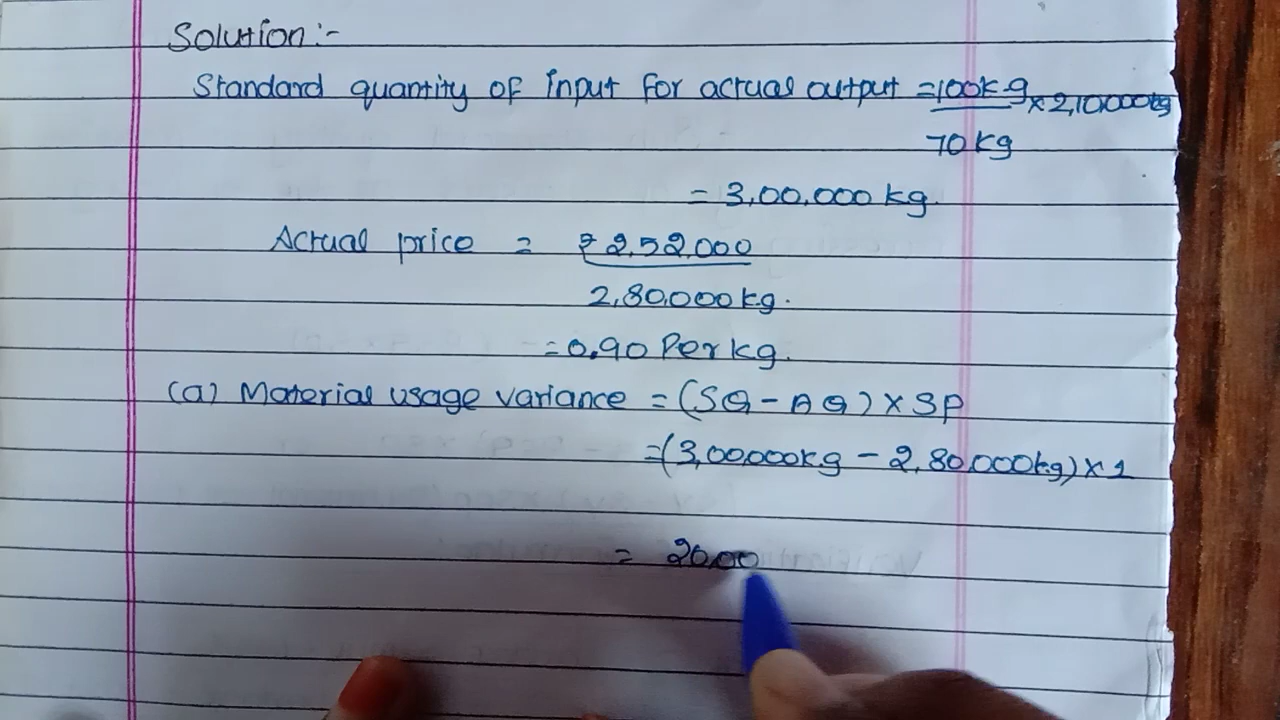 Solution:-
Standard quantity of input for actual output = 100kg × 2,10,000kg
70 kg
= 3,00,000 kg.
Actual price = ₹ 2,52,000
2,80,000kg.
= 0.90 Per kg.
(a) Material usage variance = (SQ - AQ) × SP
= (3,00,000kg - 2,80,000kg) × 1
= 20,00